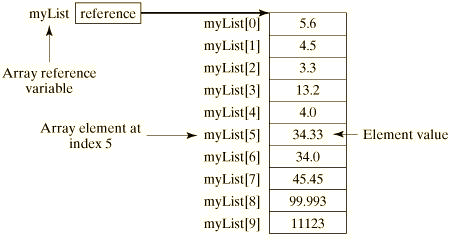 myList reference
myList[0] 5.6
myList[1] 4.5
myList[2] 3.3
Array reference
variable
myList[3] 13.2
myList[4] 4.0
Array element at
index 5
myList[5] 34.33 Element value
myList[6] 34.0
myList[7] 45.45
myList[8] 99.993
myList[9] 11123